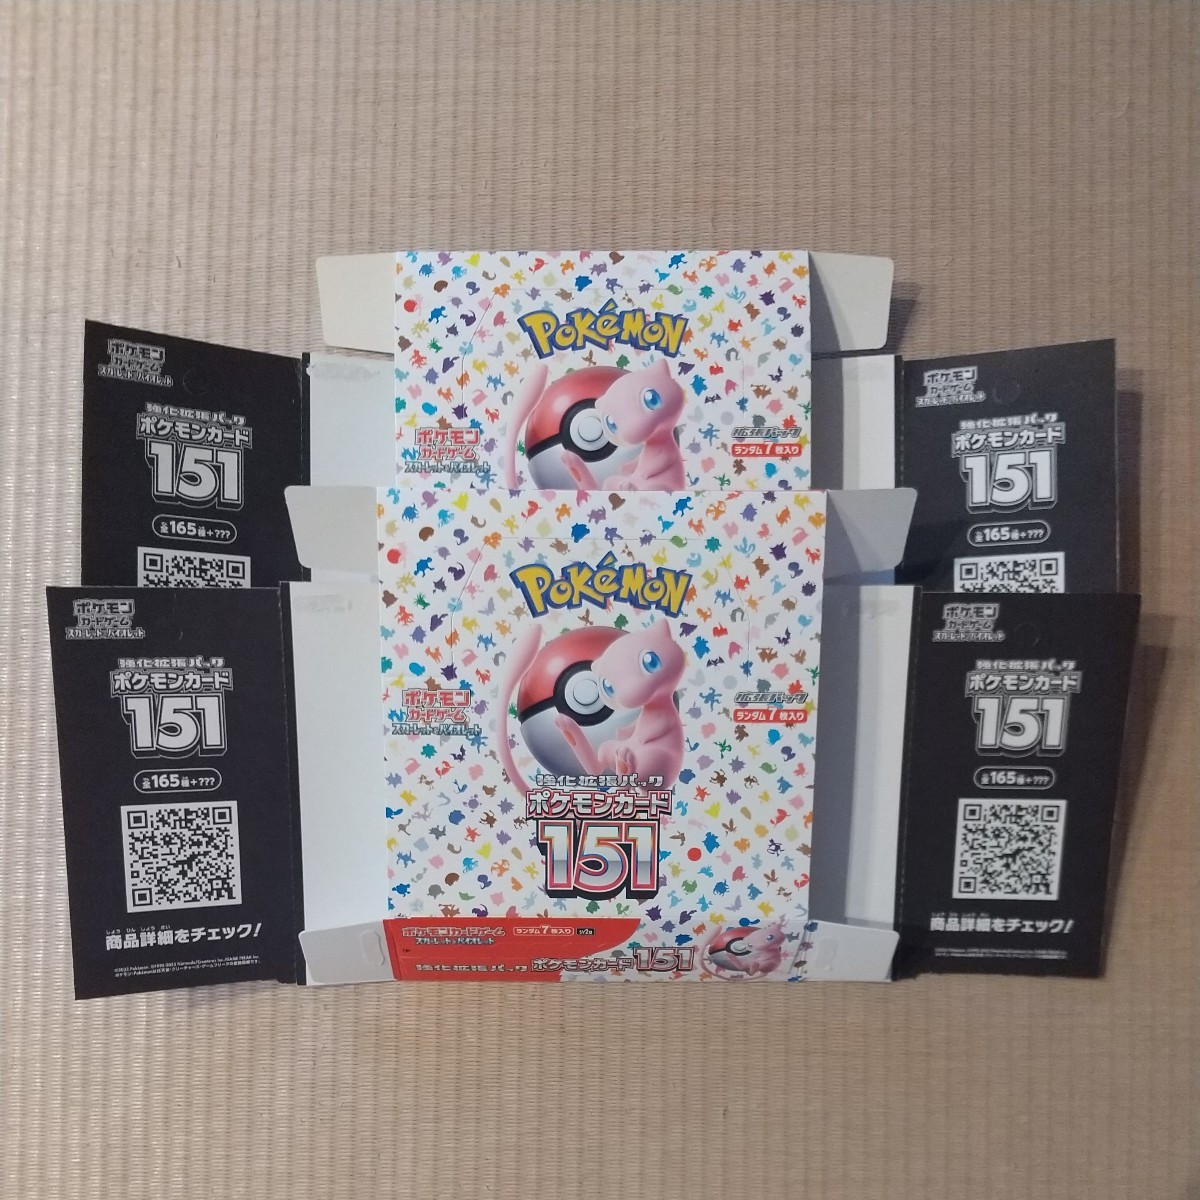 POKéMON
ポケモン
カードゲーム
スカーレット&バイオレット
拡張パック
ランダム7枚入り
ポケモン
カードゲーム
スカーレット&バイオレット
強化拡張パック
ポケモンカード
151
全165種+???
ポケモン
カードゲーム
スカーレット&バイオレット
強化拡張パック
ポケモンカード
151
全165種+???
POKéMON
ポケモン
カードゲーム
スカーレット&バイオレット
拡張パック
ランダム7枚入り
強化拡張パック
ポケモンカード
151
ポケモンカードゲーム
スカーレット&バイオレット
ランダム7枚入り
sv2a
強化拡張パック ポケモンカード151
ポケモン
カードゲーム
スカーレット&バイオレット
強化拡張パック
ポケモンカード
151
全165種+???
商品詳細をチェック!
ポケモン
カードゲーム
スカーレット&バイオレット
強化拡張パック
ポケモンカード
151
全165種+???
商品詳細をチェック!